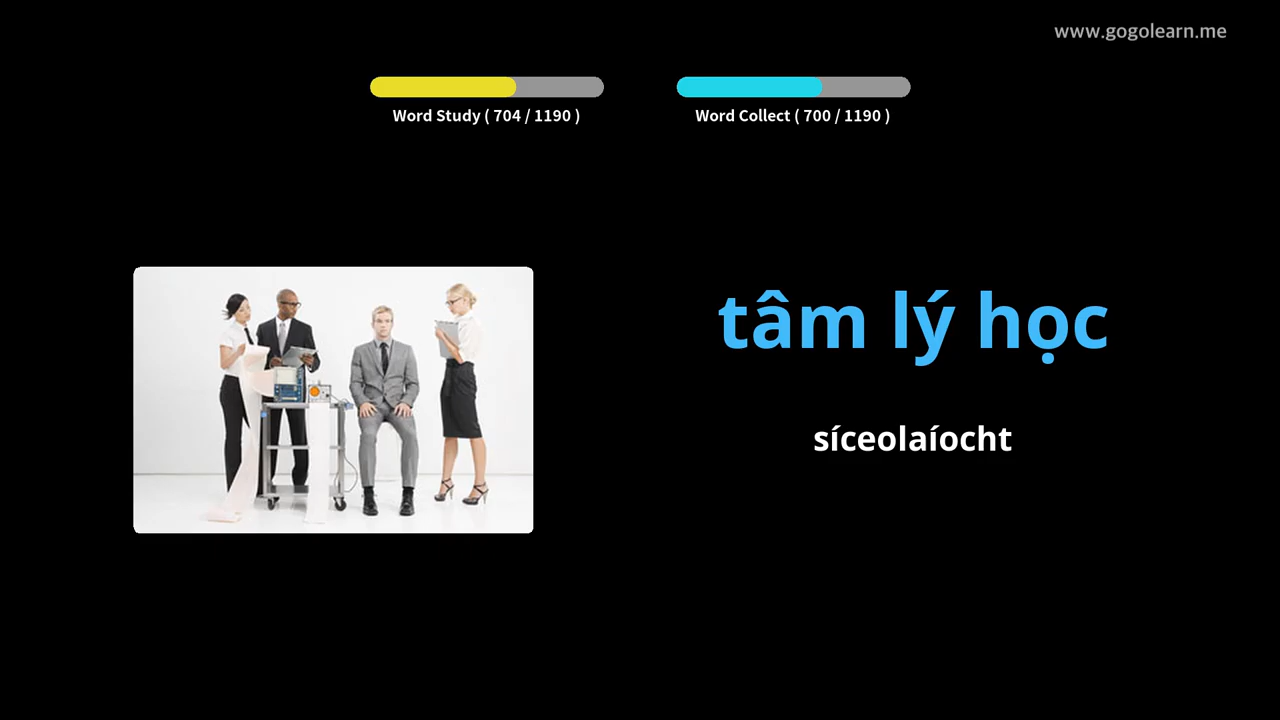 www.gogolearn.me
Word Study ( 704 / 1190 )
Word Collect ( 700 / 1190 )
tâm lý học
síceolaíocht